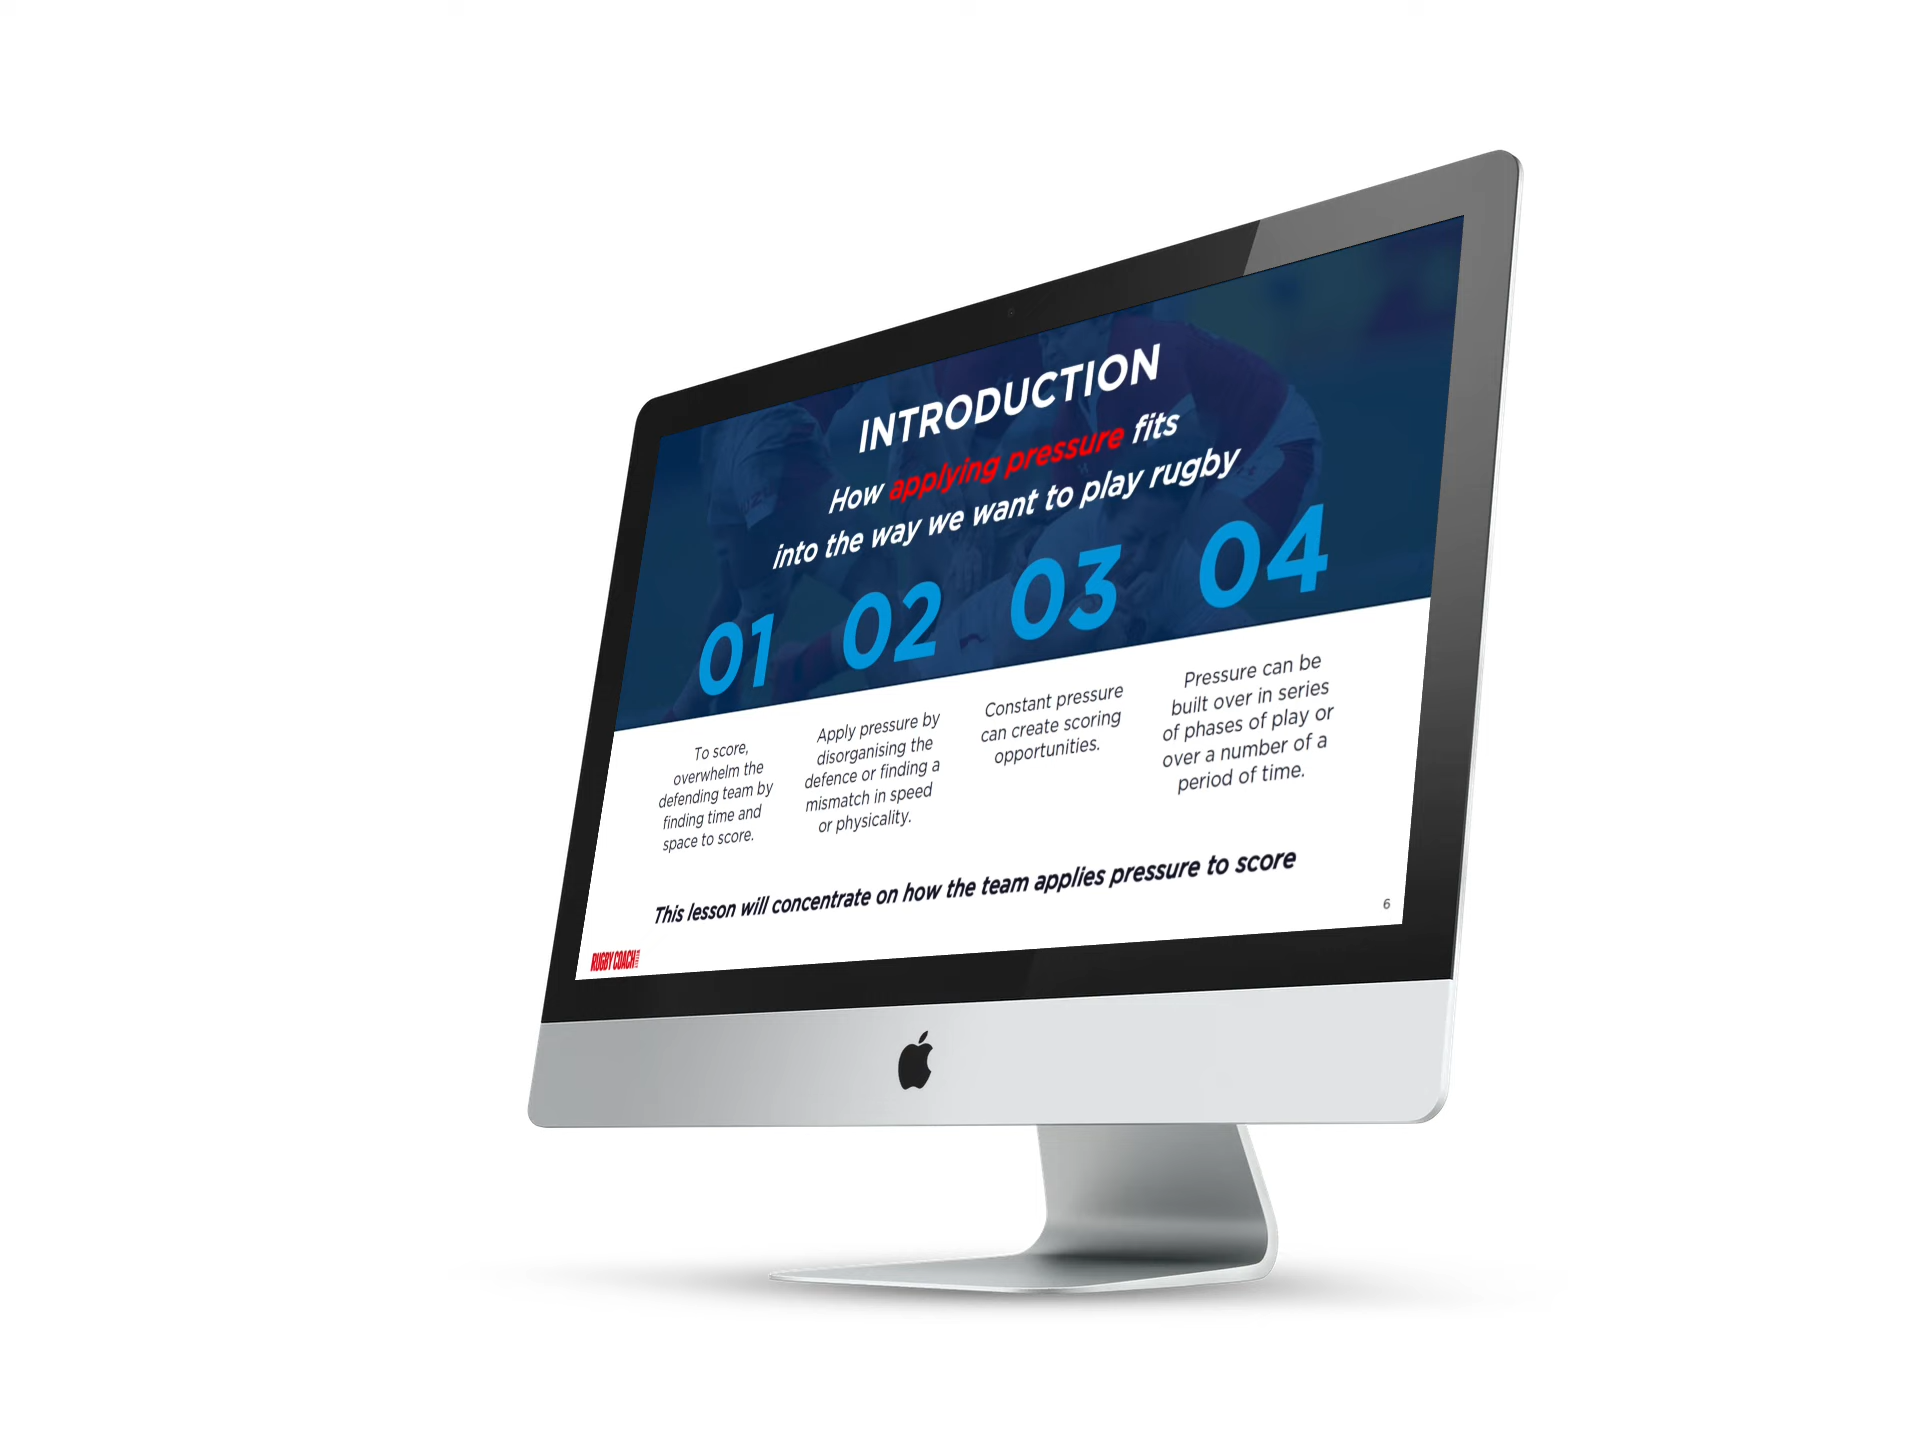 INTRODUCTION
How applying pressure fits
into the way we want to play rugby
01
To score,
overwhelm the
defending team by
finding time and
space to score.
02
Apply pressure by
disorganising the
defence or finding a
mismatch in speed
or physicality.
03
Constant pressure
can create scoring
opportunities.
04
Pressure can be
built over in series
of phases of play or
over a number of a
period of time.
This lesson will concentrate on how the team applies pressure to score
6
RUGBY COACH